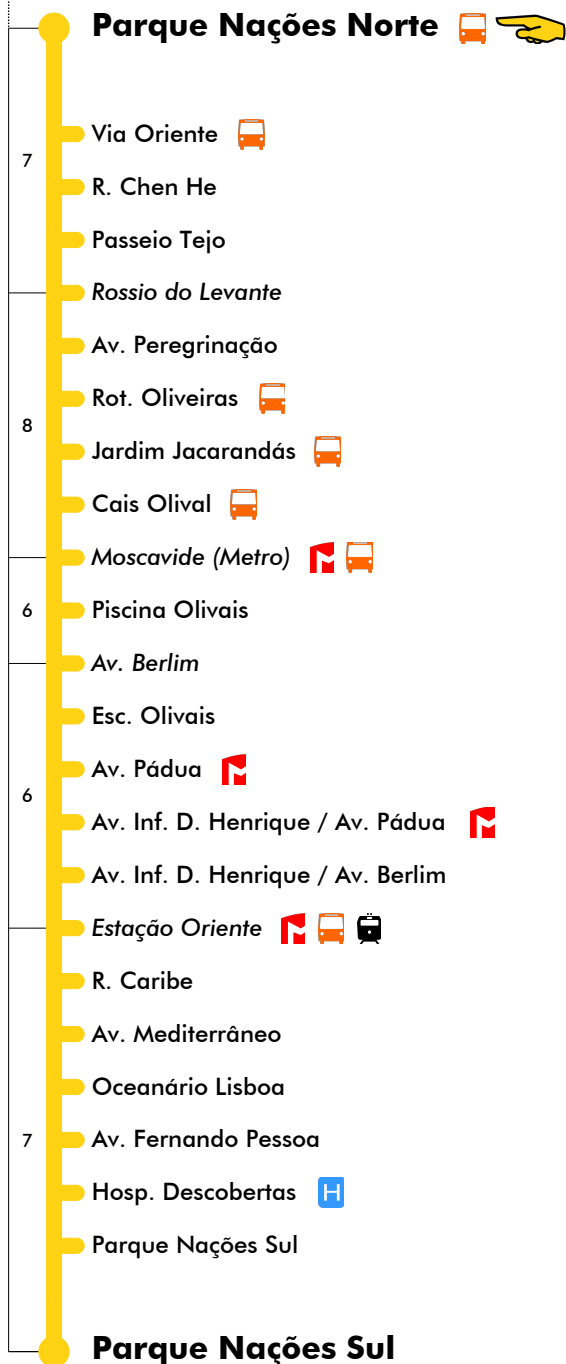 Parque Nações Norte
7
Via Oriente
R. Chen He
Passeio Tejo
Rossio do Levante
8
Av. Peregrinação
Rot. Oliveiras
Jardim Jacarandás
Cais Olival
Moscavide (Metro)
6
Piscina Olivais
Av. Berlim
6
Esc. Olivais
Av. Pádua
Av. Inf. D. Henrique / Av. Pádua
Av. Inf. D. Henrique / Av. Berlim
Estação Oriente
7
R. Caribe
Av. Mediterrâneo
Oceanário Lisboa
Av. Fernando Pessoa
Hosp. Descobertas H
Parque Nações Sul
Parque Nações Sul